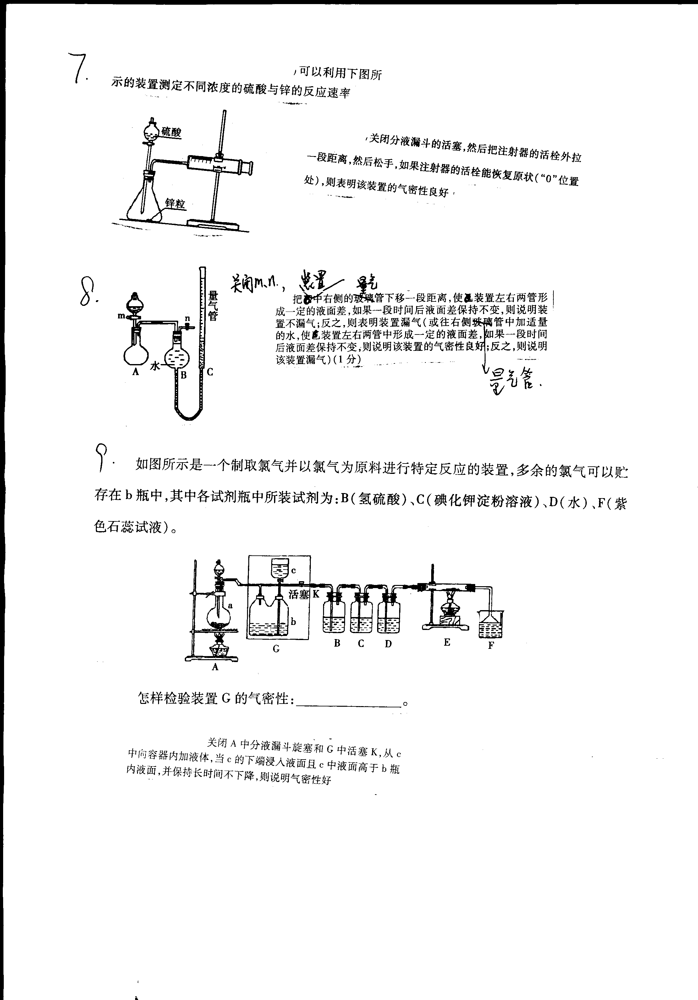 7.
,可以利用下图所
示的装置测定不同浓度的硫酸与锌的反应速率
硫酸
锌粒
关闭分液漏斗的活塞,然后把注射器的活栓外拉
一段距离,然后松手,如果注射器的活栓能恢复原状(“0”位置
处),则表明该装置的气密性良好
8.
关闭m、n.,装置 量气
把中右侧的玻璃管下移一段距离,使装置左右两管形
成一定的液面差,如果一段时间后液面差保持不变,则说明装
置不漏气;反之,则表明装置漏气(或往右侧玻璃管中加适量
的水,使装置左右两管中形成一定的液面差,如果一段时间
后液面差保持不变,则说明该装置的气密性良好;反之,则说明
该装置漏气)(1分)
量气管.
量气管
m
n
水
A
B
C
9.
如图所示是一个制取氯气并以氯气为原料进行特定反应的装置,多余的氯气可以贮
存在b瓶中,其中各试剂瓶中所装试剂为:B(氢硫酸)、C(碘化钾淀粉溶液)、D(水)、F(紫
色石蕊试液)。
c
活塞 K
a
b
G
B C D
E
F
A
怎样检验装置G的气密性:____________。
关闭A中分液漏斗旋塞和G中活塞K,从c
中向容器内加液体,当c的下端浸入液面且c中液面高于b瓶
内液面,并保持长时间不下降,则说明气密性好